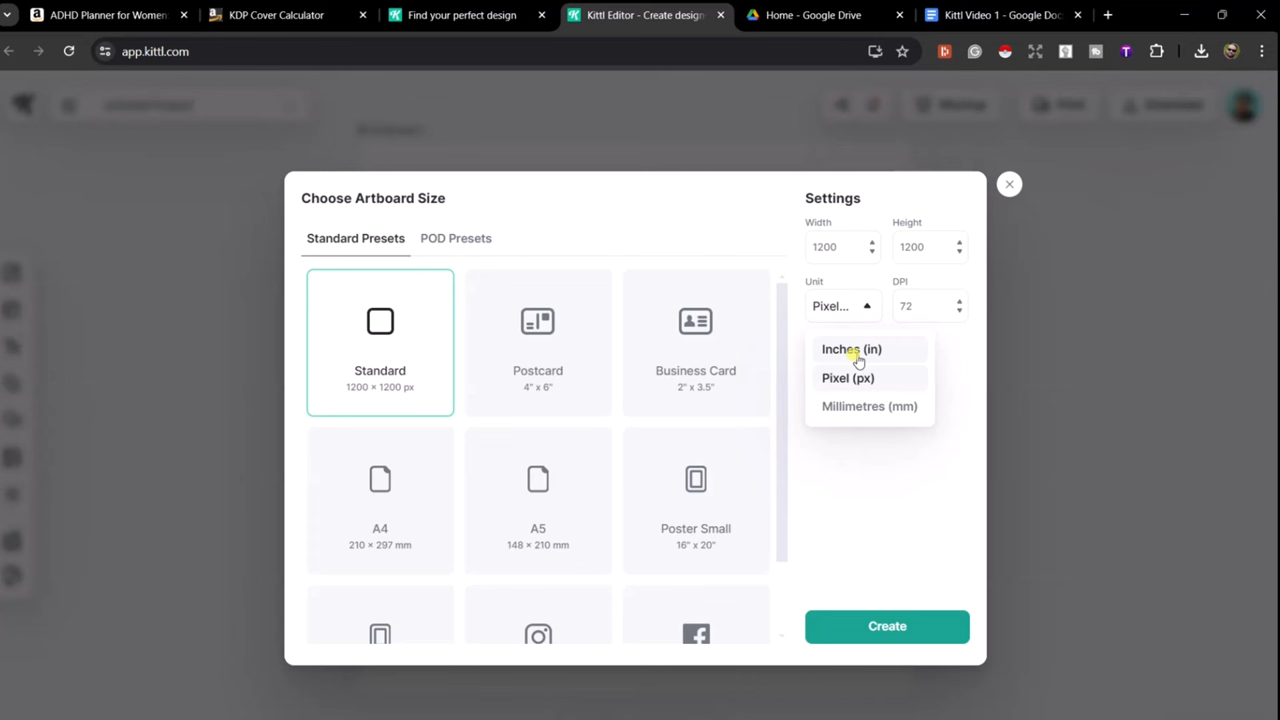 ADHD Planner for Women:
KDP Cover Calculator
Find your perfect design
Kittl Editor - Create design
Home - Google Drive
Kittl Video 1 - Google Doc
app.kittl.com
Choose Artboard Size
Settings
Standard Presets
POD Presets
Width
Height
1200
1200
Unit
DPI
Pixel...
72
Inches (in)
Pixel (px)
Millimetres (mm)
Standard
1200 × 1200 px
Postcard
4" x 6"
Business Card
2" x 3.5"
A4
210 × 297 mm
A5
148 × 210 mm
Poster Small
16" x 20"
Create